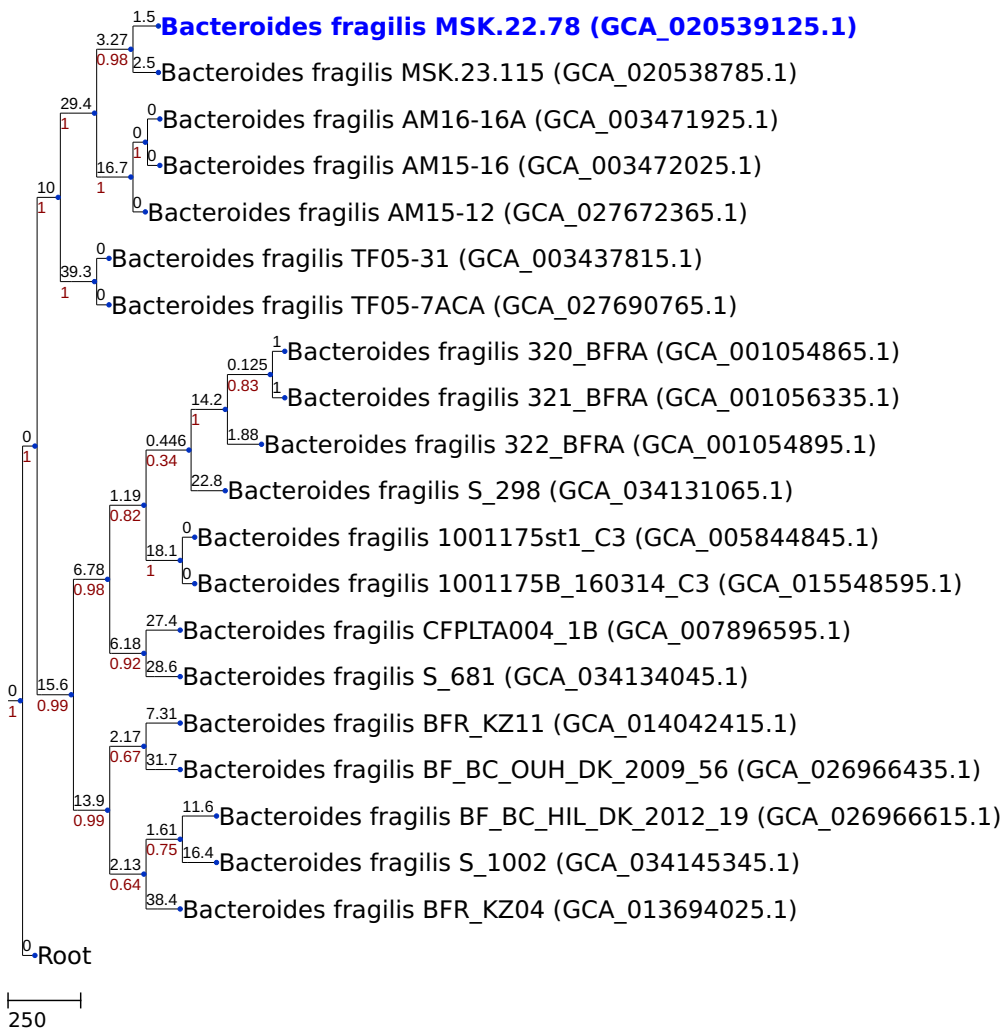 1.5
Bacteroides fragilis MSK.22.78 (GCA_020539125.1)
3.27
0.98
2.5
Bacteroides fragilis MSK.23.115 (GCA_020538785.1)
29.4
1
0
Bacteroides fragilis AM16-16A (GCA_003471925.1)
0
1
0
Bacteroides fragilis AM15-16 (GCA_003472025.1)
16.7
1
0
Bacteroides fragilis AM15-12 (GCA_027672365.1)
10
1
0
Bacteroides fragilis TF05-31 (GCA_003437815.1)
39.3
1
0
Bacteroides fragilis TF05-7ACA (GCA_027690765.1)
1
Bacteroides fragilis 320_BFRA (GCA_001054865.1)
0.125
0.83
1
Bacteroides fragilis 321_BFRA (GCA_001056335.1)
14.2
1
1.88
Bacteroides fragilis 322_BFRA (GCA_001054895.1)
0.446
0.34
22.8
Bacteroides fragilis S_298 (GCA_034131065.1)
0
1
1.19
0.82
0
Bacteroides fragilis 1001175st1_C3 (GCA_005844845.1)
18.1
1
0
Bacteroides fragilis 1001175B_160314_C3 (GCA_015548595.1)
6.78
0.98
27.4
Bacteroides fragilis CFPLTA004_1B (GCA_007896595.1)
6.18
0.92
28.6
Bacteroides fragilis S_681 (GCA_034134045.1)
0
1
15.6
0.99
7.31
Bacteroides fragilis BFR_KZ11 (GCA_014042415.1)
2.17
0.67
31.7
Bacteroides fragilis BF_BC_OUH_DK_2009_56 (GCA_026966435.1)
13.9
0.99
11.6
Bacteroides fragilis BF_BC_HIL_DK_2012_19 (GCA_026966615.1)
1.61
0.75
16.4
Bacteroides fragilis S_1002 (GCA_034145345.1)
2.13
0.64
38.4
Bacteroides fragilis BFR_KZ04 (GCA_013694025.1)
0
Root
250